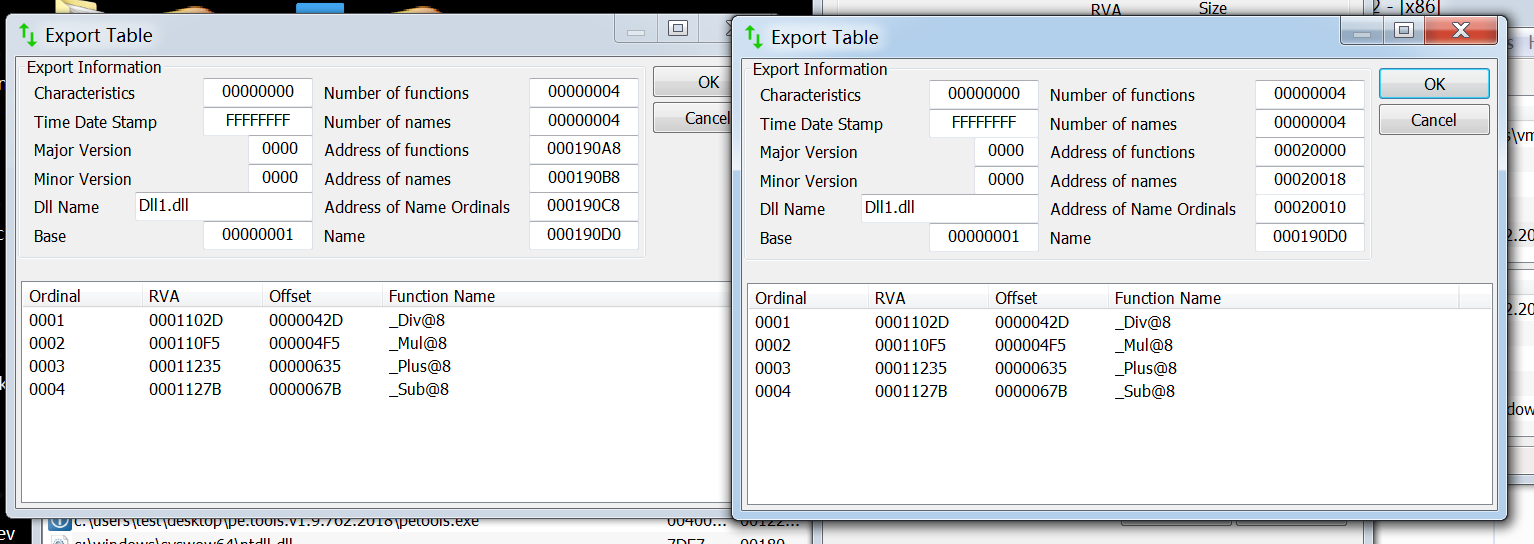 RVA Size 2 - [x86]
Export Table
Export Information
Characteristics 00000000 Number of functions 00000004
Time Date Stamp FFFFFFFF Number of names 00000004
Major Version 0000 Address of functions 000190A8
Minor Version 0000 Address of names 000190B8
Dll Name Dll1.dll Address of Name Ordinals 000190C8
Base 00000001 Name 000190D0
OK
Cancel
Ordinal RVA Offset Function Name
0001 0001102D 0000042D _Div@8
0002 000110F5 000004F5 _Mul@8
0003 00011235 00000635 _Plus@8
0004 0001127B 0000067B _Sub@8
Export Table
Export Information
Characteristics 00000000 Number of functions 00000004
Time Date Stamp FFFFFFFF Number of names 00000004
Major Version 0000 Address of functions 00020000
Minor Version 0000 Address of names 00020018
Dll Name Dll1.dll Address of Name Ordinals 00020010
Base 00000001 Name 000190D0
OK
Cancel
Ordinal RVA Offset Function Name
0001 0001102D 0000042D _Div@8
0002 000110F5 000004F5 _Mul@8
0003 00011235 00000635 _Plus@8
0004 0001127B 0000067B _Sub@8
s\vm
2.20
2.20
ndow
ev
c:\users\test\desktop\pe.tools.v1.9.762.2018\petools.exe 00400... 00122...
c:\windows\syswow64\ntdll.dll 7DE7... 00180...